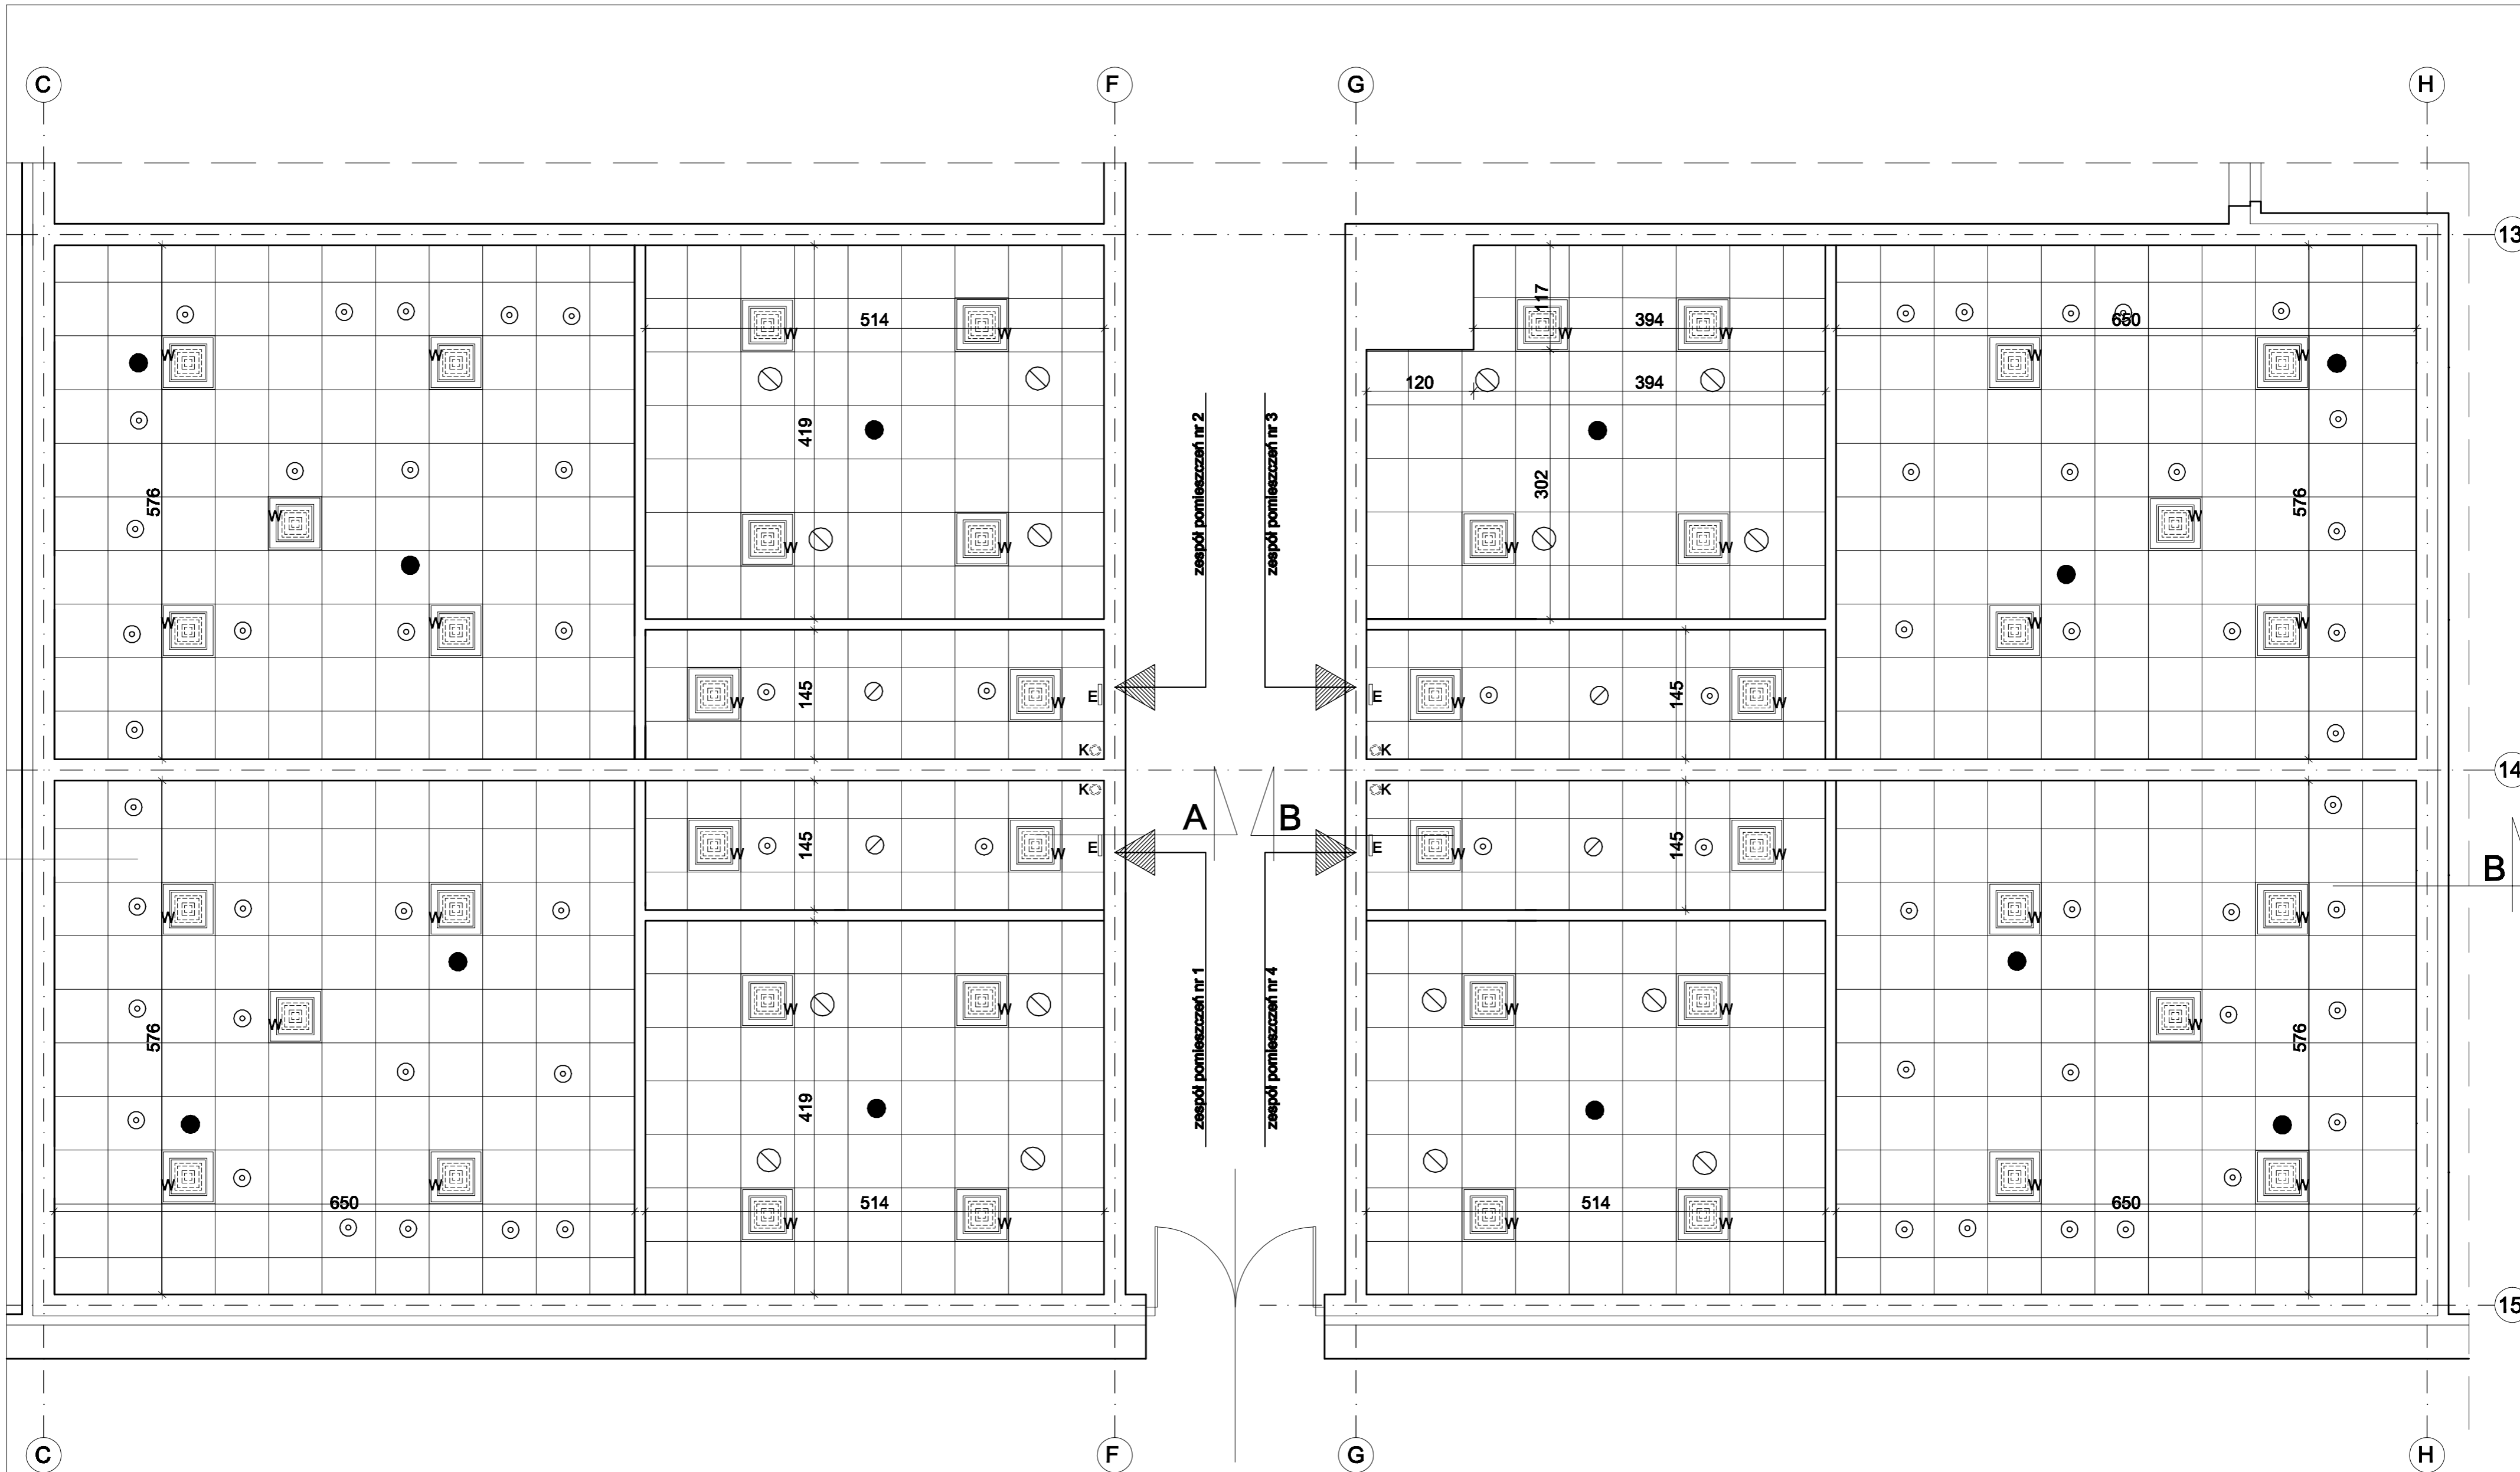 C F G H
13
W W W W 514 W W 117 394 W 650 W W
120 394
zespół pomieszczeń nr 2
zespół pomieszczeń nr 3
419
576 W 302 W 576
W W W W
W W W W
W 145 W E E W 145 W
K K
14
K K
A B
W 145 W E E W 145 W
B
W W W W
zespół pomieszczeń nr 1
zespół pomieszczeń nr 4
W W W W
576 W W 576
419
W W W W
650 514 514 650
W W W W
15
C F G H